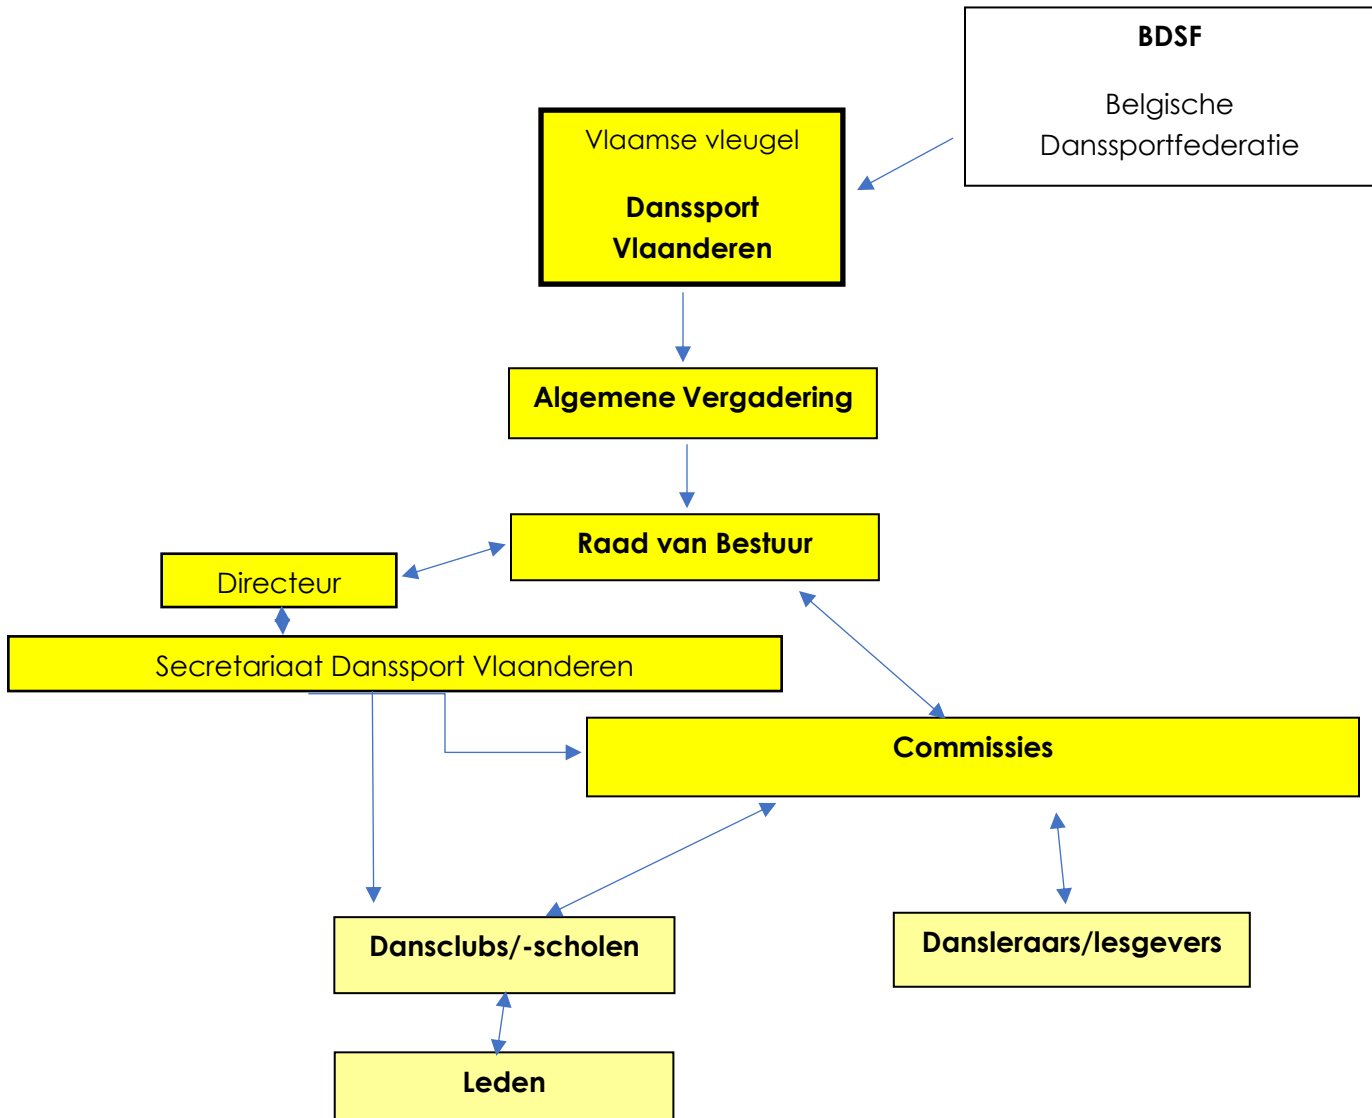 BDSF
Belgische
Danssportfederatie
Vlaamse vleugel
Danssport
Vlaanderen
Algemene Vergadering
Raad van Bestuur
Directeur
Secretariaat Danssport Vlaanderen
Commissies
Dansclubs/-scholen
Dansleraars/lesgevers
Leden